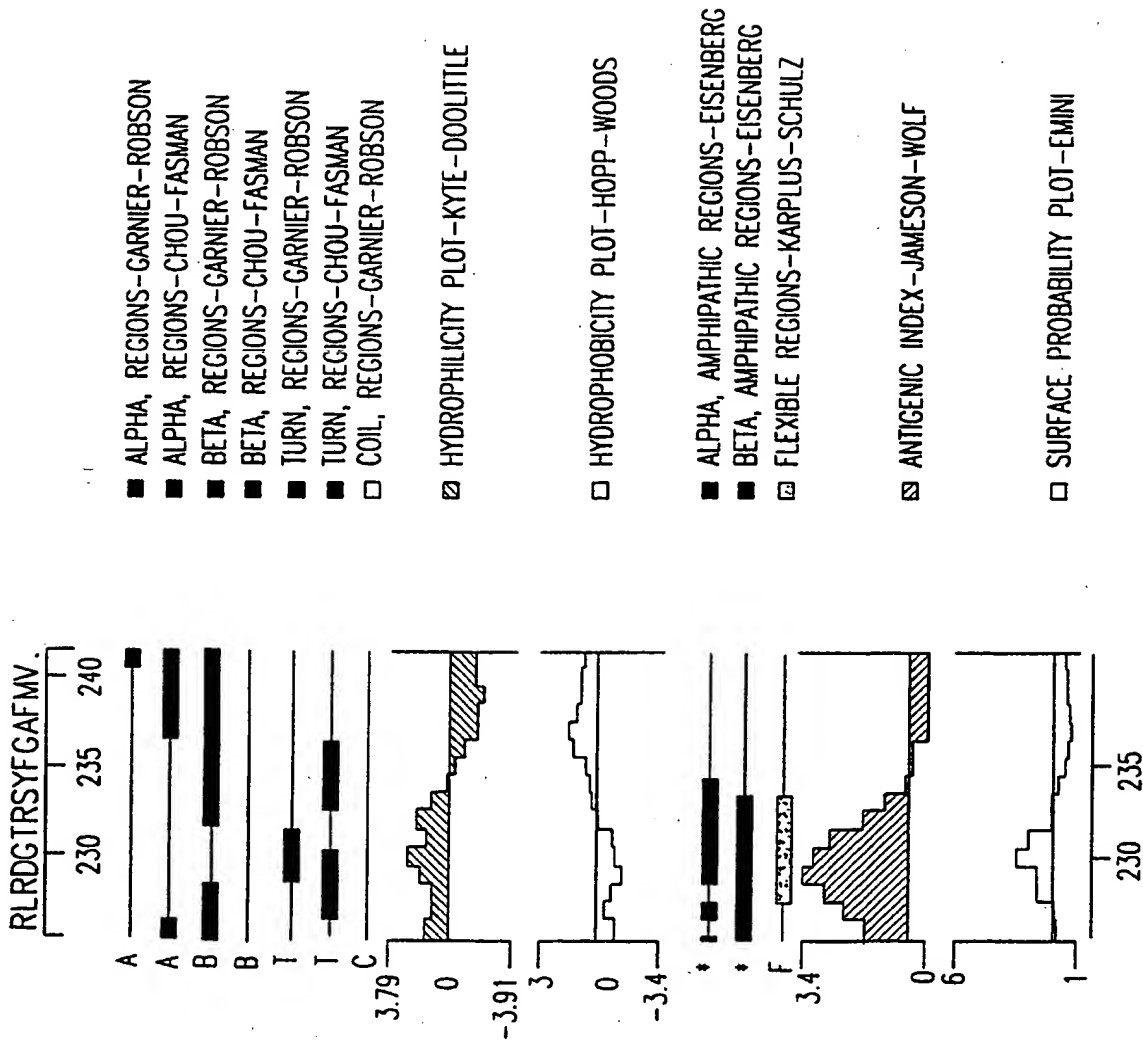 RLRDGTRSYFGAFMV.
230 235 240
A
■ ALPHA, REGIONS-GARNIER-ROBSON
A
■ ALPHA, REGIONS-CHOU-FASMAN
B
■ BETA, REGIONS-GARNIER-ROBSON
B
■ BETA, REGIONS-CHOU-FASMAN
T
■ TURN, REGIONS-GARNIER-ROBSON
T
■ TURN, REGIONS-CHOU-FASMAN
C
□ COIL, REGIONS-GARNIER-ROBSON
3.79
0
-3.91
HYDROPHILICITY PLOT-KYTE-DOOLITTLE
3
0
-3.4
□ HYDROPHOBICITY PLOT-HOPP-WOODS
*
■ ALPHA, AMPHIPATHIC REGIONS-EISENBERG
*
■ BETA, AMPHIPATHIC REGIONS-EISENBERG
F
FLEXIBLE REGIONS-KARPLUS-SCHULZ
3.4
0
ANTIGENIC INDEX-JAMESON-WOLF
6
1
□ SURFACE PROBABILITY PLOT-EMINI
230 235